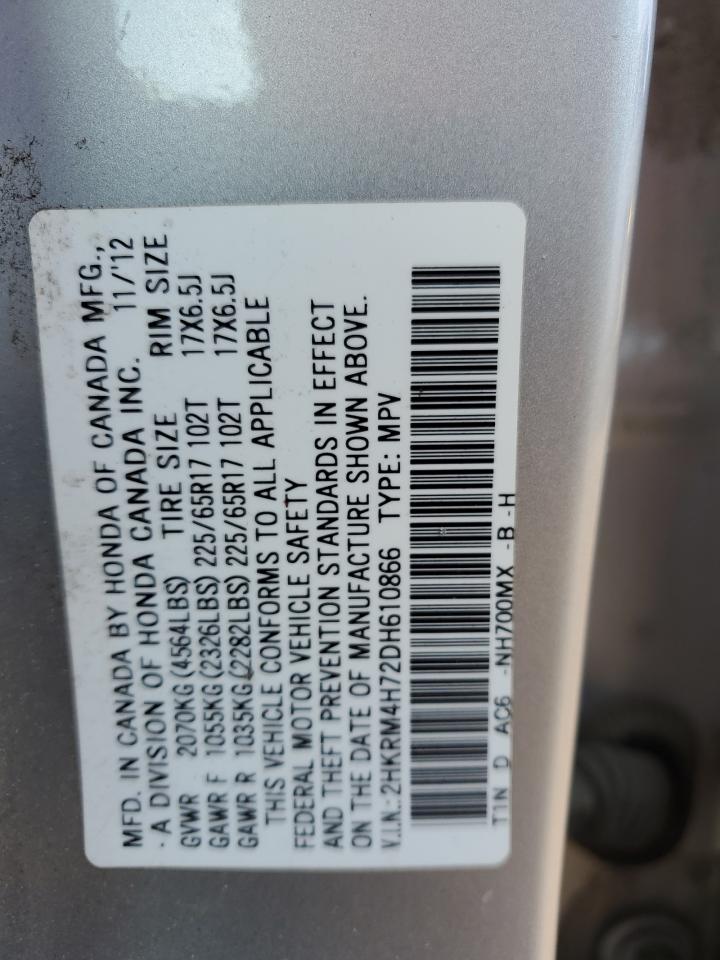 MFD. IN CANADA BY HONDA OF CANADA MFG.,
- A DIVISION OF HONDA CANADA INC. 11/'12
GVWR 2070KG(4564LBS) TIRE SIZE RIM SIZE
GAWR F 1055KG(2326LBS) 225/65R17 102T 17X6.5J
GAWR R 1035KG(2282LBS) 225/65R17 102T 17X6.5J
THIS VEHICLE CONFORMS TO ALL APPLICABLE
FEDERAL MOTOR VEHICLE SAFETY
AND THEFT PREVENTION STANDARDS IN EFFECT
ON THE DATE OF MANUFACTURE SHOWN ABOVE.
V.I.N.: 2HKRM4H72DH610866 TYPE: MPV
T1N D AC6 -NH700MX -B -H